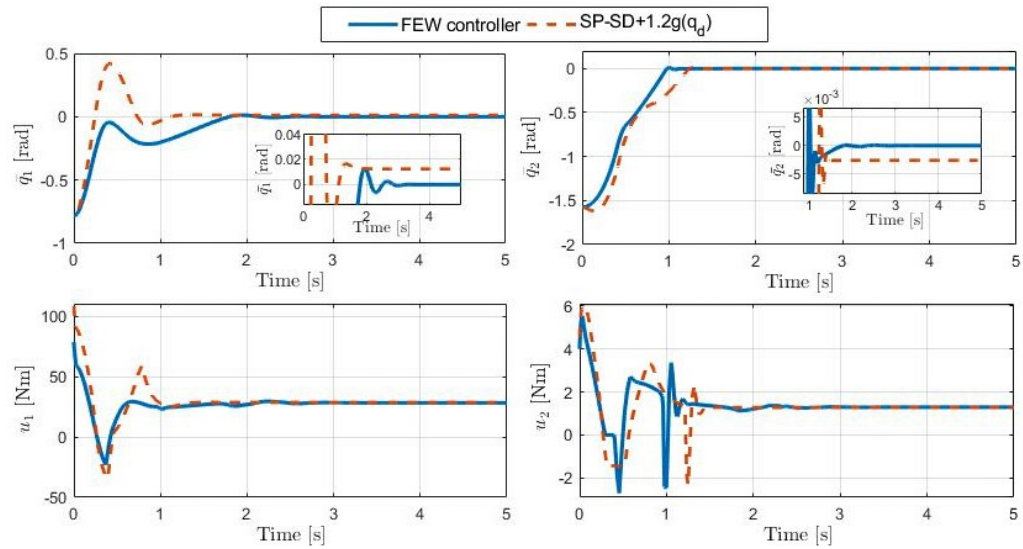 FEW controller SP-SD+1.2g(q_d)
0.5
0
-0.5
-1
q̄₁ [rad]
0.04
0.02
0
q̄₁ [rad]
0 2 4
Time [s]
0 1 2 3 4 5
Time [s]
0
-0.5
-1
-1.5
-2
q̄₂ [rad]
×10⁻³
5
0
-5
q̄₂ [rad]
1 2 3 4 5
Time [s]
0 1 2 3 4 5
Time [s]
100
50
0
-50
u₁ [Nm]
0 1 2 3 4 5
Time [s]
6
4
2
0
-2
u₂ [Nm]
0 1 2 3 4 5
Time [s]